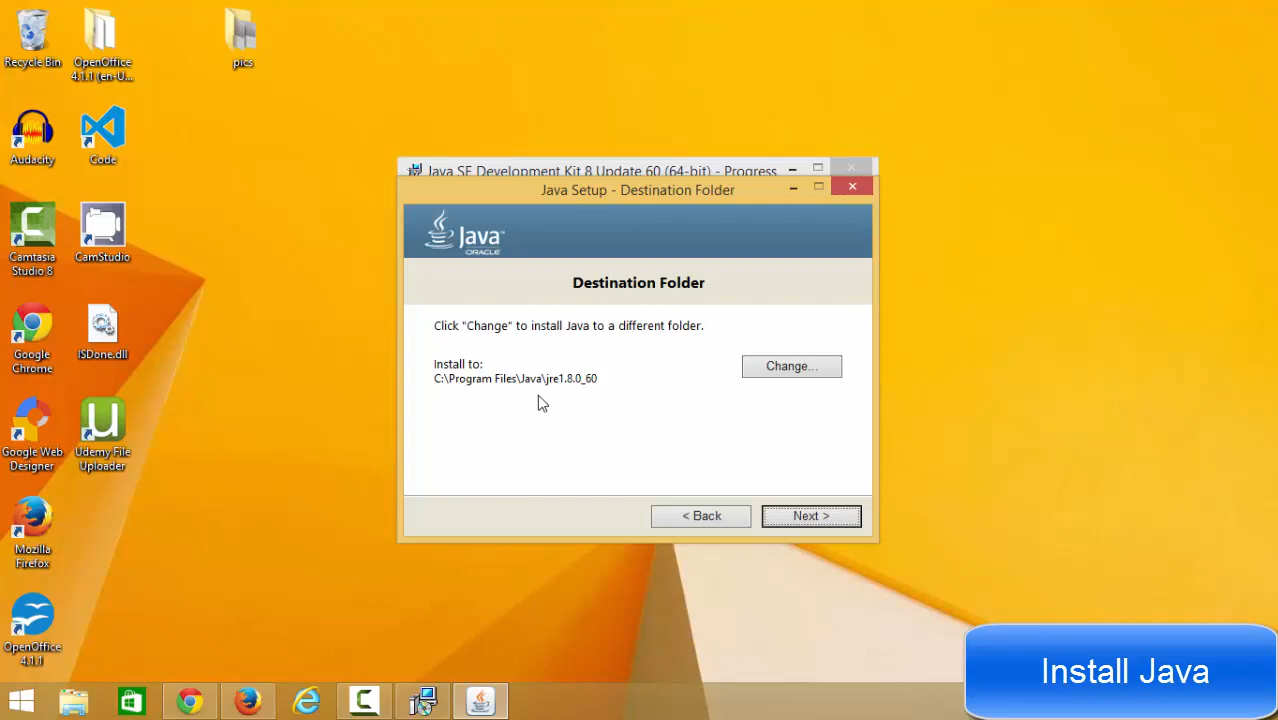 Recycle Bin
OpenOffice
4.1.1 (en-U...
pics
Audacity
Code
Camtasia
Studio 8
CamStudio
Google
Chrome
ISDone.dll
Google Web
Designer
Udemy File
Uploader
Mozilla
Firefox
OpenOffice
4.1.1
Java SE Development Kit 8 Update 60 (64-bit) - Progress
Java Setup - Destination Folder
Java™
ORACLE
Destination Folder
Click "Change" to install Java to a different folder.
Install to:
C:\Program Files\Java\jre1.8.0_60
Change...
< Back
Next >
Install Java